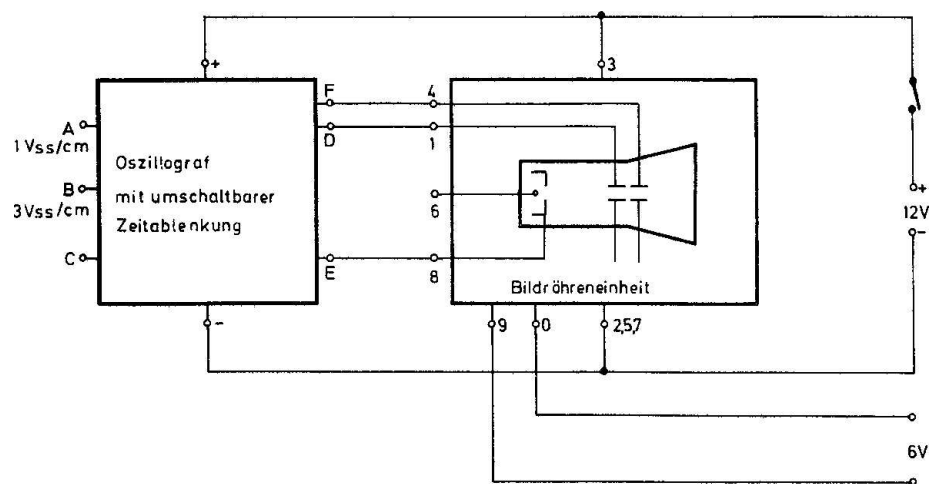 +
3
F
4
A
1Vss/cm
D
1
Oszillograf
B
mit umschaltbarer
3Vss/cm
Zeitablenkung
6
+
12V
-
C
E
8
Bildröhreneinheit
-
9
0
2,5,7
6V